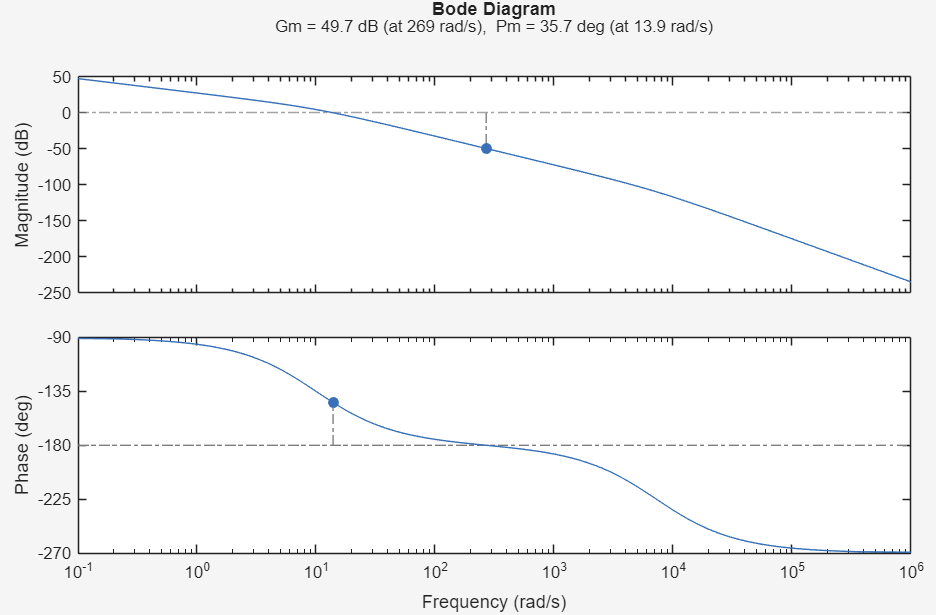 Bode Diagram
Gm = 49.7 dB (at 269 rad/s),  Pm = 35.7 deg (at 13.9 rad/s)
Magnitude (dB)
50
0
-50
-100
-150
-200
-250
Phase (deg)
-90
-135
-180
-225
-270
10⁻¹ 10⁰ 10¹ 10² 10³ 10⁴ 10⁵ 10⁶
Frequency (rad/s)